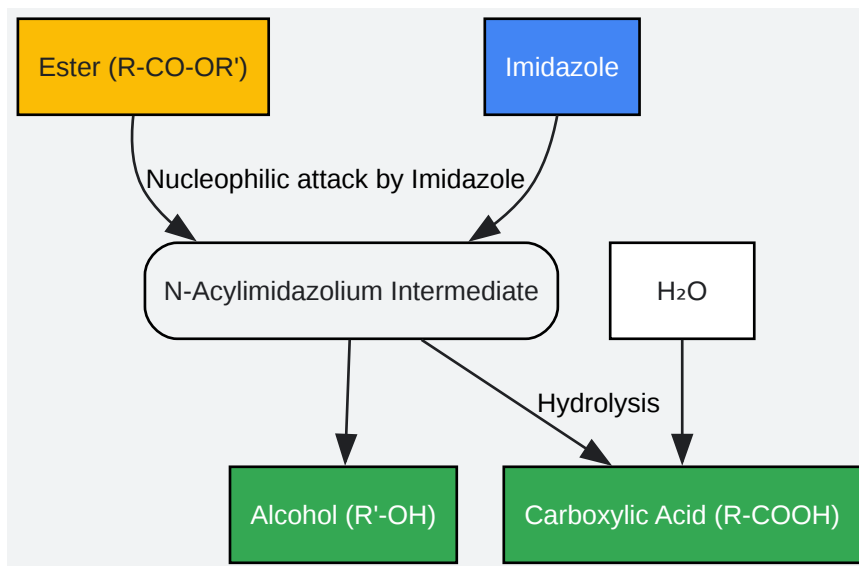 Ester (R-CO-OR')
Imidazole
Nucleophilic attack by Imidazole
N-Acylimidazolium Intermediate
H₂O
Hydrolysis
Alcohol (R'-OH)
Carboxylic Acid (R-COOH)